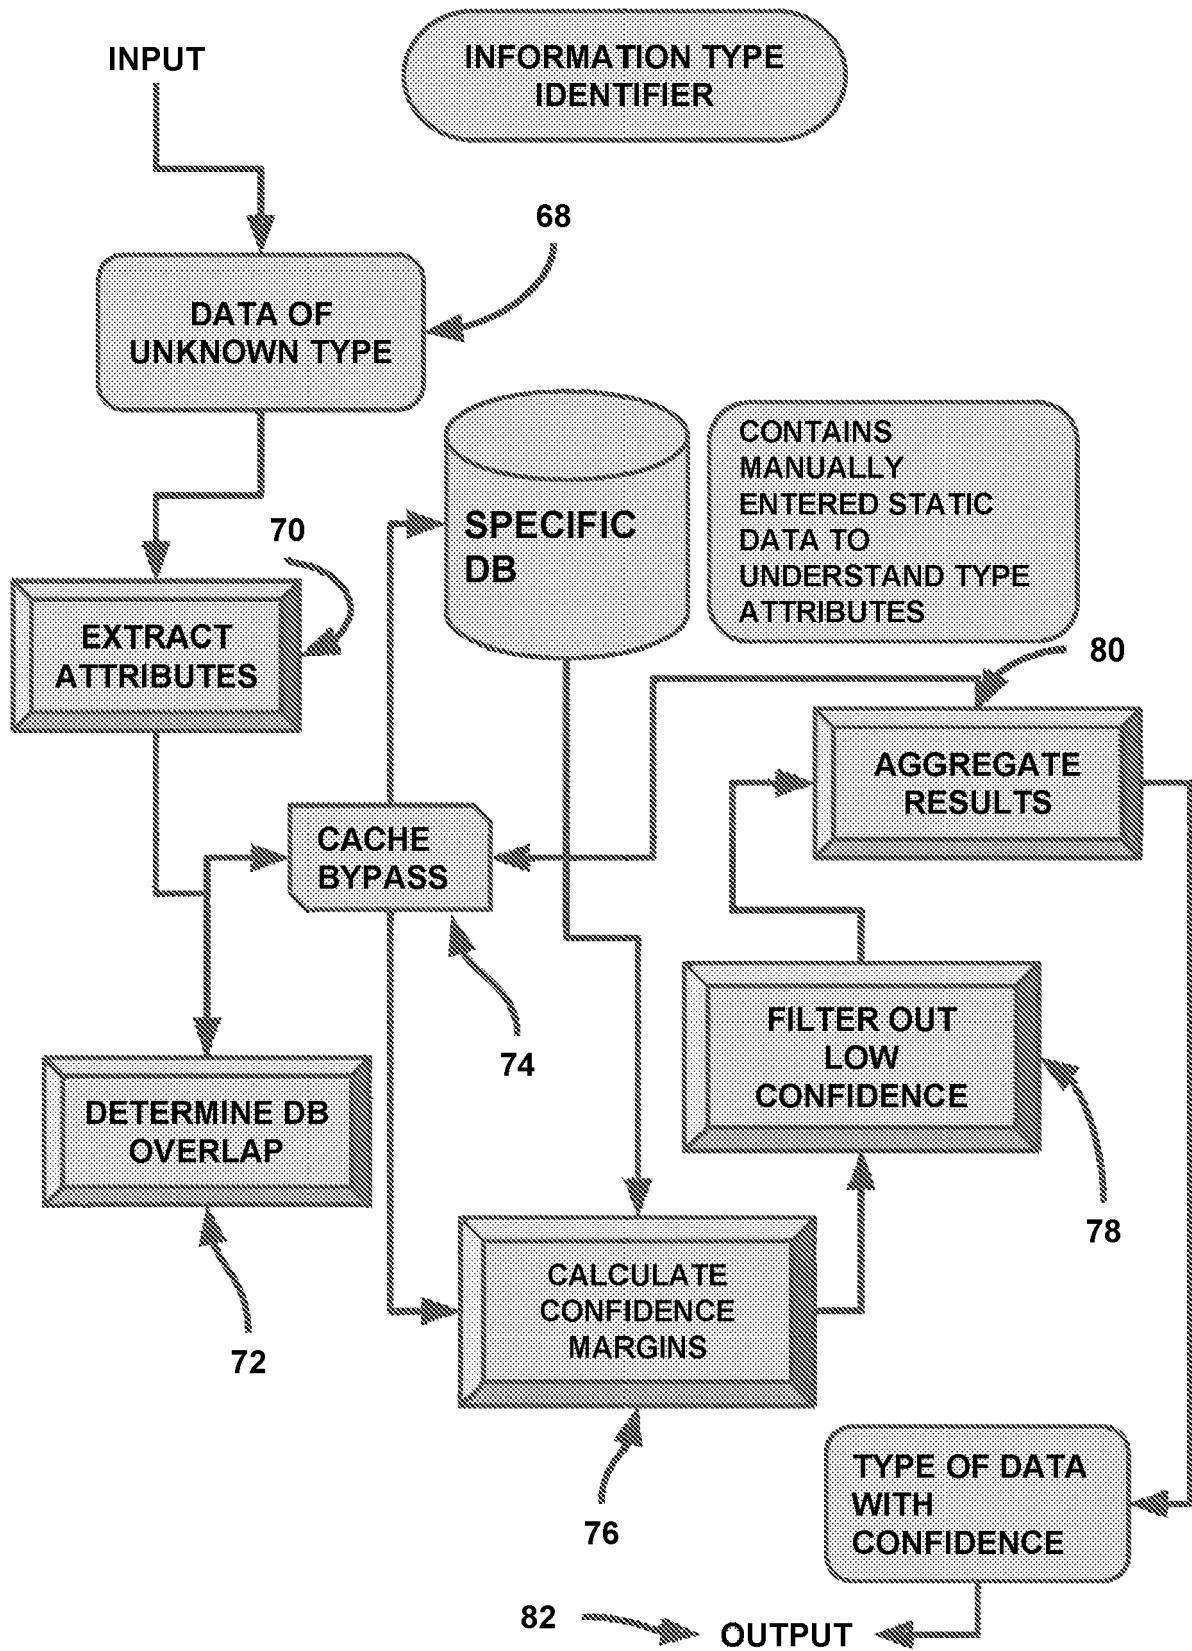 INPUT
INFORMATION TYPE
IDENTIFIER
68
DATA OF
UNKNOWN TYPE
SPECIFIC
DB
CONTAINS
MANUALLY
ENTERED STATIC
DATA TO
UNDERSTAND TYPE
ATTRIBUTES
70
EXTRACT
ATTRIBUTES
80
AGGREGATE
RESULTS
CACHE
BYPASS
74
FILTER OUT
LOW
CONFIDENCE
78
DETERMINE DB
OVERLAP
72
CALCULATE
CONFIDENCE
MARGINS
76
TYPE OF DATA
WITH
CONFIDENCE
82
OUTPUT